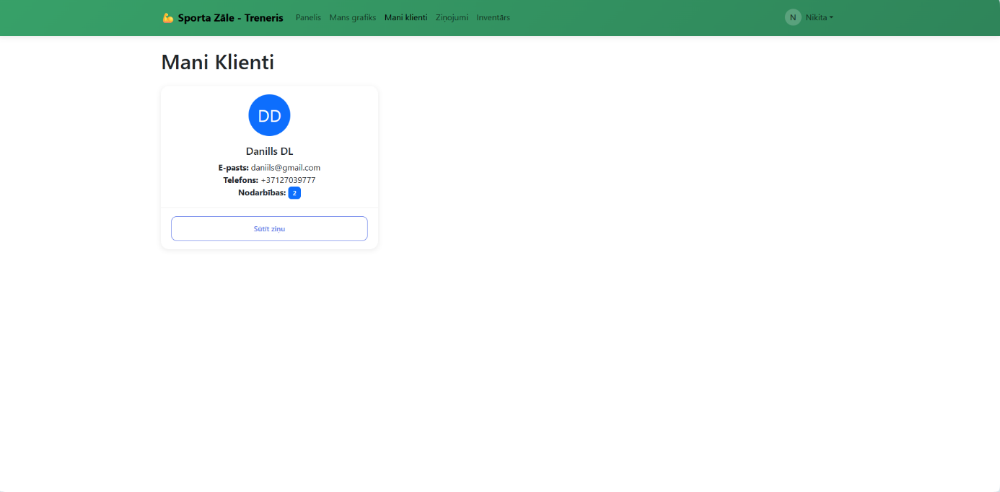 💪 Sporta Zāle - Treneris Panelis Mans grafiks Mani klienti Ziņojumi Inventārs N Nikita
Mani Klienti
DD
Danills DL
E-pasts: daniils@gmail.com
Telefons: +37127039777
Nodarbības: 2
Sūtīt ziņu